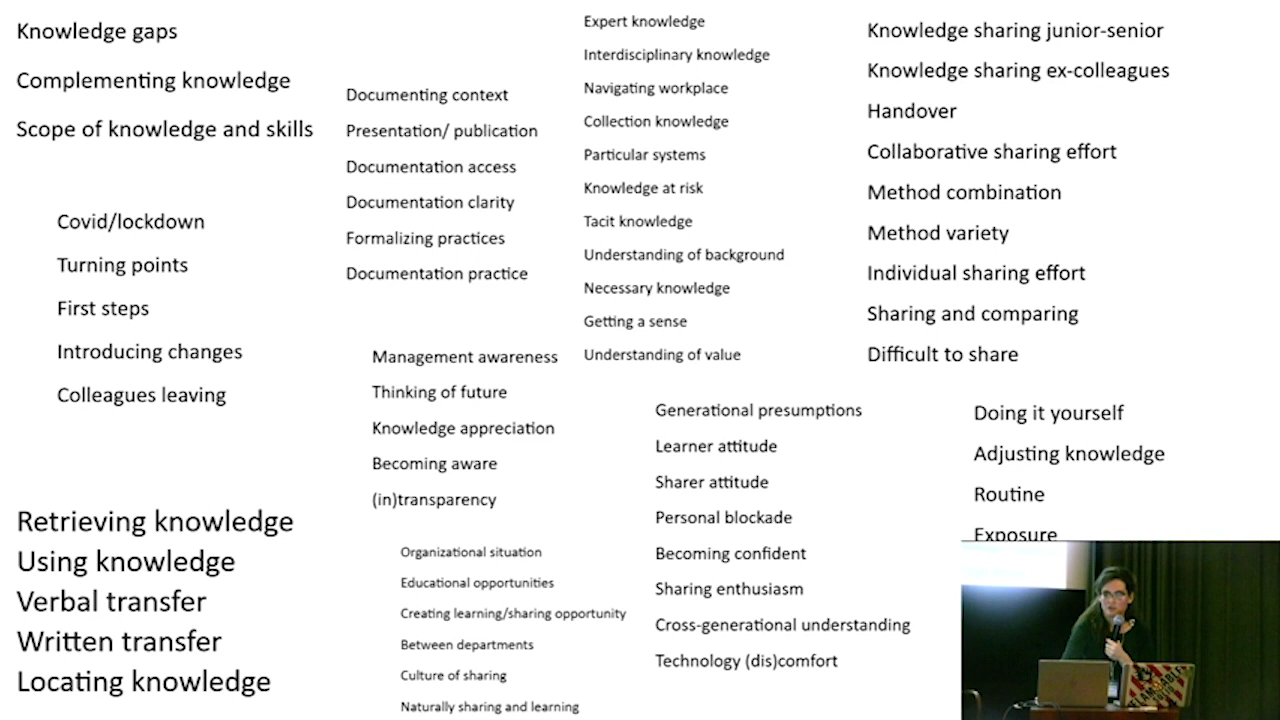 Knowledge gaps
Complementing knowledge
Scope of knowledge and skills
Covid/lockdown
Turning points
First steps
Introducing changes
Colleagues leaving
Retrieving knowledge
Using knowledge
Verbal transfer
Written transfer
Locating knowledge
Documenting context
Presentation/ publication
Documentation access
Documentation clarity
Formalizing practices
Documentation practice
Management awareness
Thinking of future
Knowledge appreciation
Becoming aware
(in)transparency
Organizational situation
Educational opportunities
Creating learning/sharing opportunity
Between departments
Culture of sharing
Naturally sharing and learning
Expert knowledge
Interdisciplinary knowledge
Navigating workplace
Collection knowledge
Particular systems
Knowledge at risk
Tacit knowledge
Understanding of background
Necessary knowledge
Getting a sense
Understanding of value
Generational presumptions
Learner attitude
Sharer attitude
Personal blockade
Becoming confident
Sharing enthusiasm
Cross-generational understanding
Technology (dis)comfort
Knowledge sharing junior-senior
Knowledge sharing ex-colleagues
Handover
Collaborative sharing effort
Method combination
Method variety
Individual sharing effort
Sharing and comparing
Difficult to share
Doing it yourself
Adjusting knowledge
Routine
Exposure